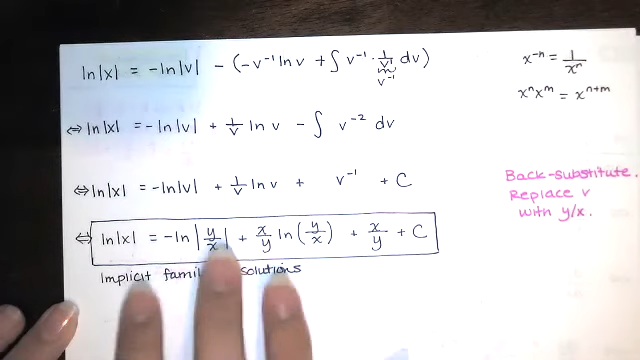 ln|x| = -ln|v| - (-v⁻¹ ln v + ∫ v⁻¹ · 1/v¹ dv)
v⁻¹
⇔ ln|x| = -ln|v| + 1/v ln v - ∫ v⁻² dv
⇔ ln|x| = -ln|v| + 1/v ln v + v⁻¹ + C
⇔ ln|x| = -ln|y/x| + x/y ln(y/x) + x/y + C
Implicit solutions
x⁻ⁿ = 1/xⁿ
xⁿxᵐ = xⁿ⁺ᵐ
Back-substitute.
Replace v
with y/x.